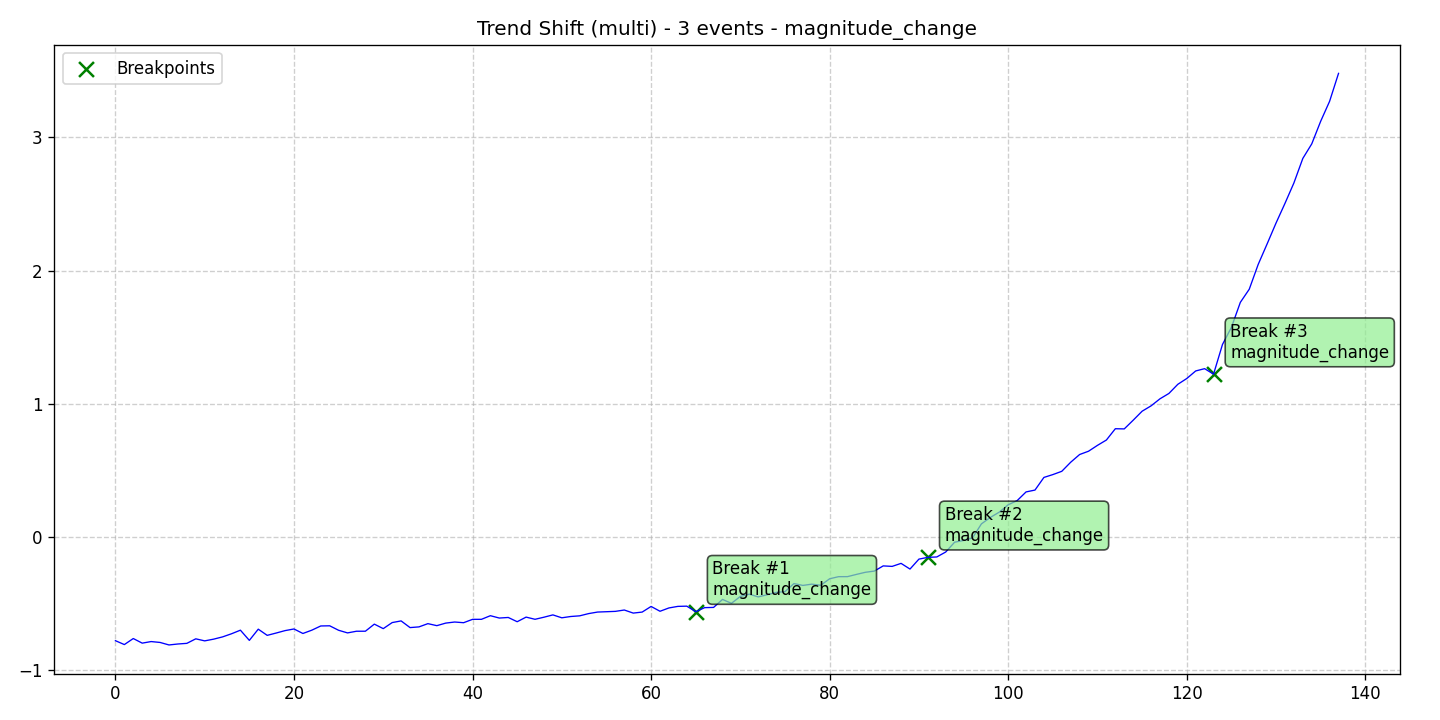 Trend Shift (multi) - 3 events - magnitude_change
Breakpoints
3
2
1
0
−1
Break #3
magnitude_change
Break #2
magnitude_change
Break #1
magnitude_change
0 20 40 60 80 100 120 140